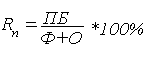 Rп = ПБ / Ф+О *100%